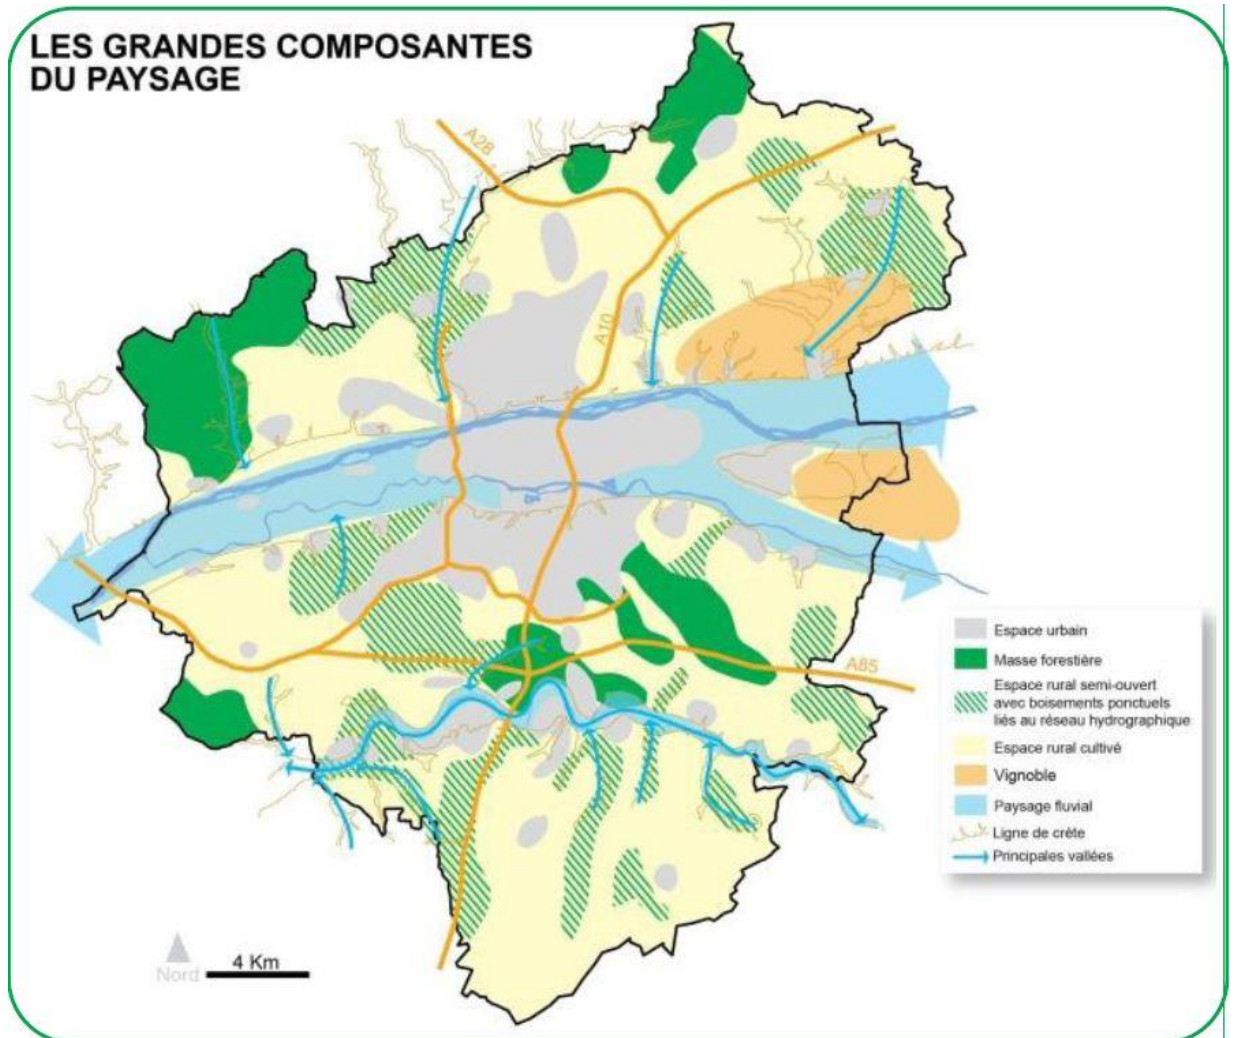 LES GRANDES COMPOSANTES
DU PAYSAGE
A28
A10
A85
Espace urbain
Masse forestière
Espace rural semi-ouvert
avec boisements ponctuels
liés au réseau hydrographique
Espace rural cultivé
Vignoble
Paysage fluvial
Ligne de crête
Principales vallées
Nord
4 Km